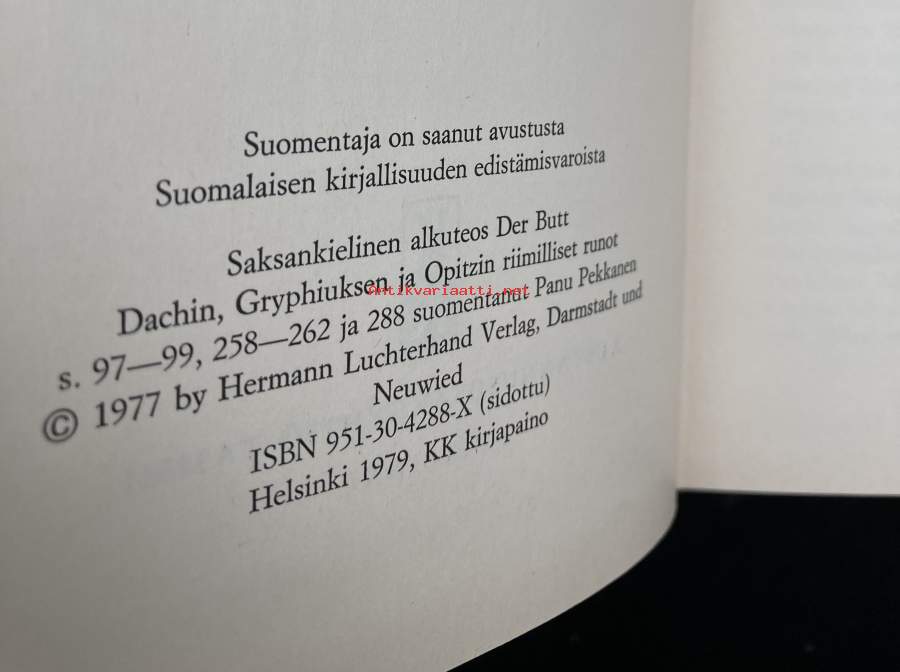 Suomentaja on saanut avustusta
Suomalaisen kirjallisuuden edistämisvaroista
Saksankielinen alkuteos Der Butt
Dachin, Gryphiuksen ja Opitzin riimilliset runot
Antikvariaatti.net
s. 97—99, 258—262 ja 288 suomentanut Panu Pekkanen
© 1977 by Hermann Luchterhand Verlag, Darmstadt und
Neuwied
ISBN 951-30-4288-X (sidottu)
Helsinki 1979, KK kirjapaino